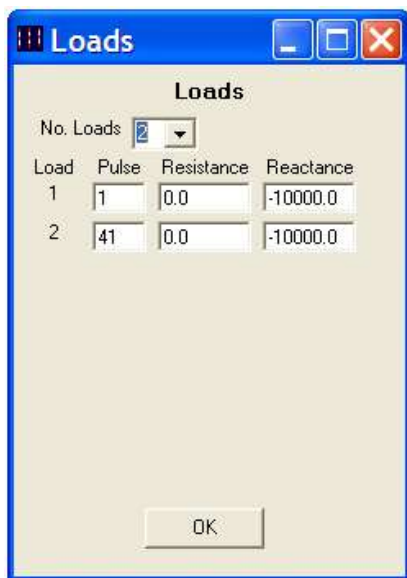 Loads
Loads
No. Loads 2
Load Pulse Resistance Reactance
1 1 0.0 -10000.0
2 41 0.0 -10000.0
OK